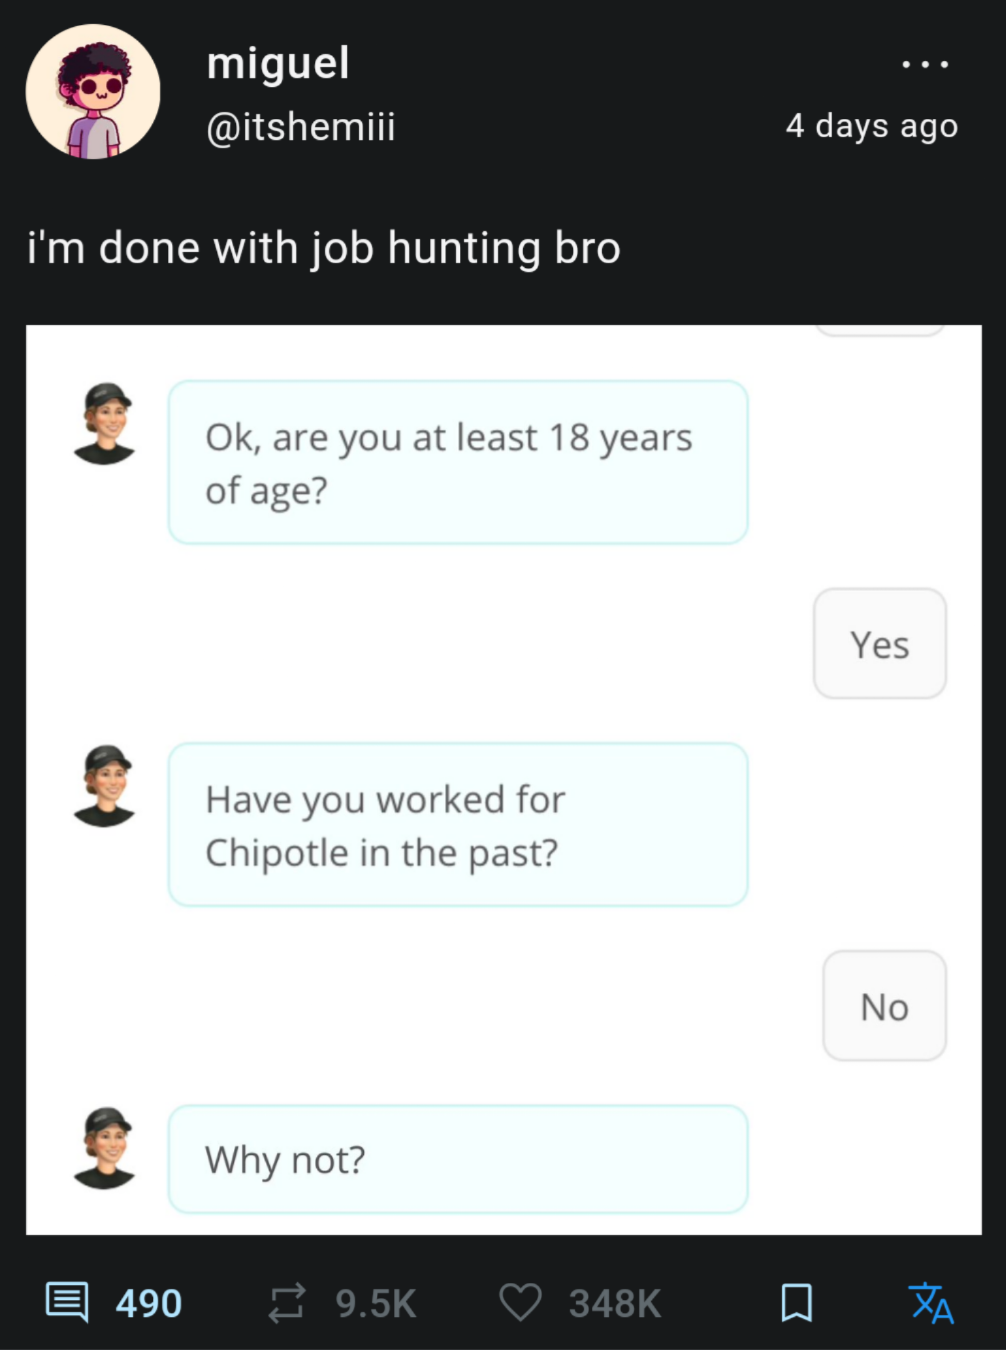 miguel
@itshemiii
4 days ago
i'm done with job hunting bro
Ok, are you at least 18 years
of age?
Yes
Have you worked for
Chipotle in the past?
No
Why not?
490
9.5K
348K